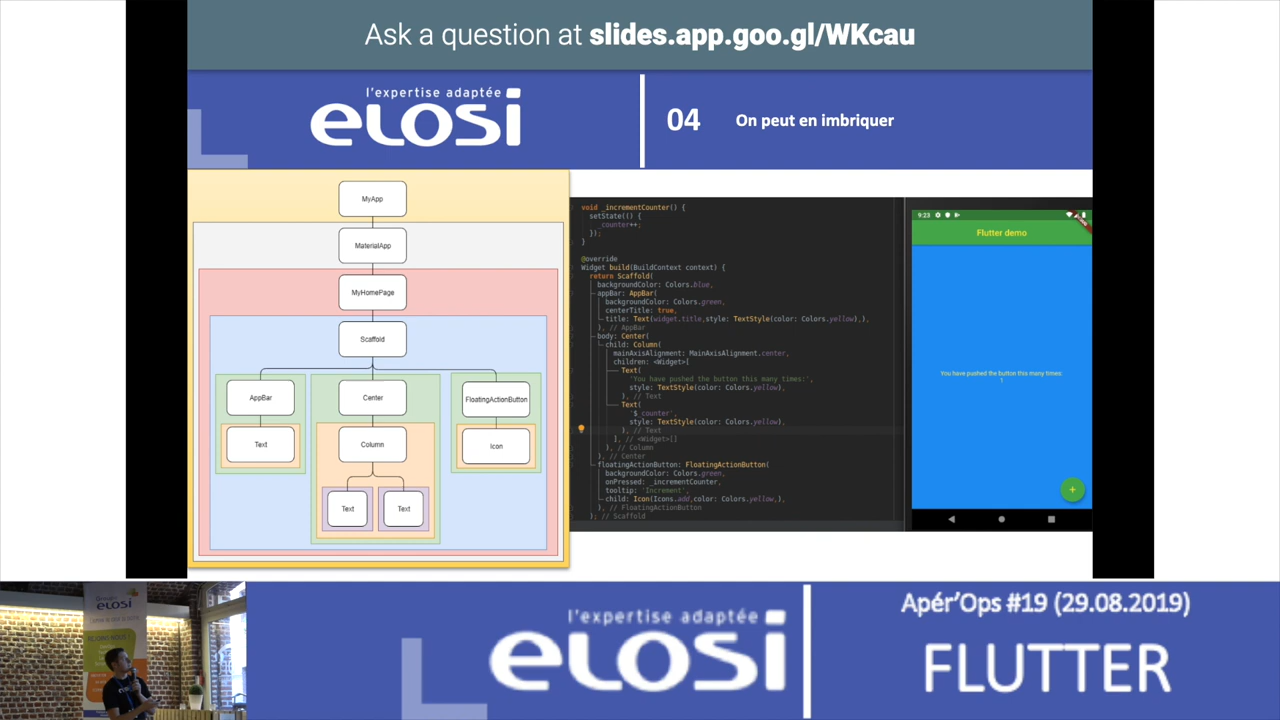 Ask a question at slides.app.goo.gl/WKcau
l'expertise adaptée
eLOSi
04
On peut en imbriquer
MyApp
MaterialApp
MyHomePage
Scaffold
AppBar
Center
FloatingActionButton
Text
Column
Icon
Text
Text
void _incrementCounter() {
setState(() {
_counter++;
});
}
@override
Widget build(BuildContext context) {
return Scaffold(
backgroundColor: Colors.blue,
appBar: AppBar(
backgroundColor: Colors.green,
centerTitle: true,
title: Text(widget.title,style: TextStyle(color: Colors.yellow),),
), // AppBar
body: Center(
child: Column(
mainAxisAlignment: MainAxisAlignment.center,
children: <Widget>[
Text(
'You have pushed the button this many times:',
style: TextStyle(color: Colors.yellow),
), // Text
Text(
'$_counter',
style: TextStyle(color: Colors.yellow),
), // Text
], // <Widget>[]
), // Column
), // Center
floatingActionButton: FloatingActionButton(
backgroundColor: Colors.green,
onPressed: _incrementCounter,
tooltip: 'Increment',
child: Icon(Icons.add,color: Colors.yellow,),
), // FloatingActionButton
); // Scaffold
9:23
Flutter demo
You have pushed the button this many times:
1
+
Groupe
eLOSi
l'expertise adaptée
eLOSi
Apér'Ops #19 (29.08.2019)
FLUTTER